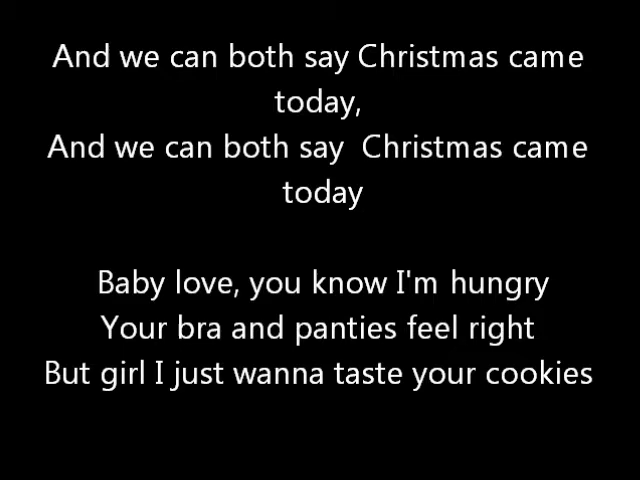 And we can both say Christmas came
today,
And we can both say  Christmas came
today
Baby love, you know I'm hungry
Your bra and panties feel right
But girl I just wanna taste your cookies